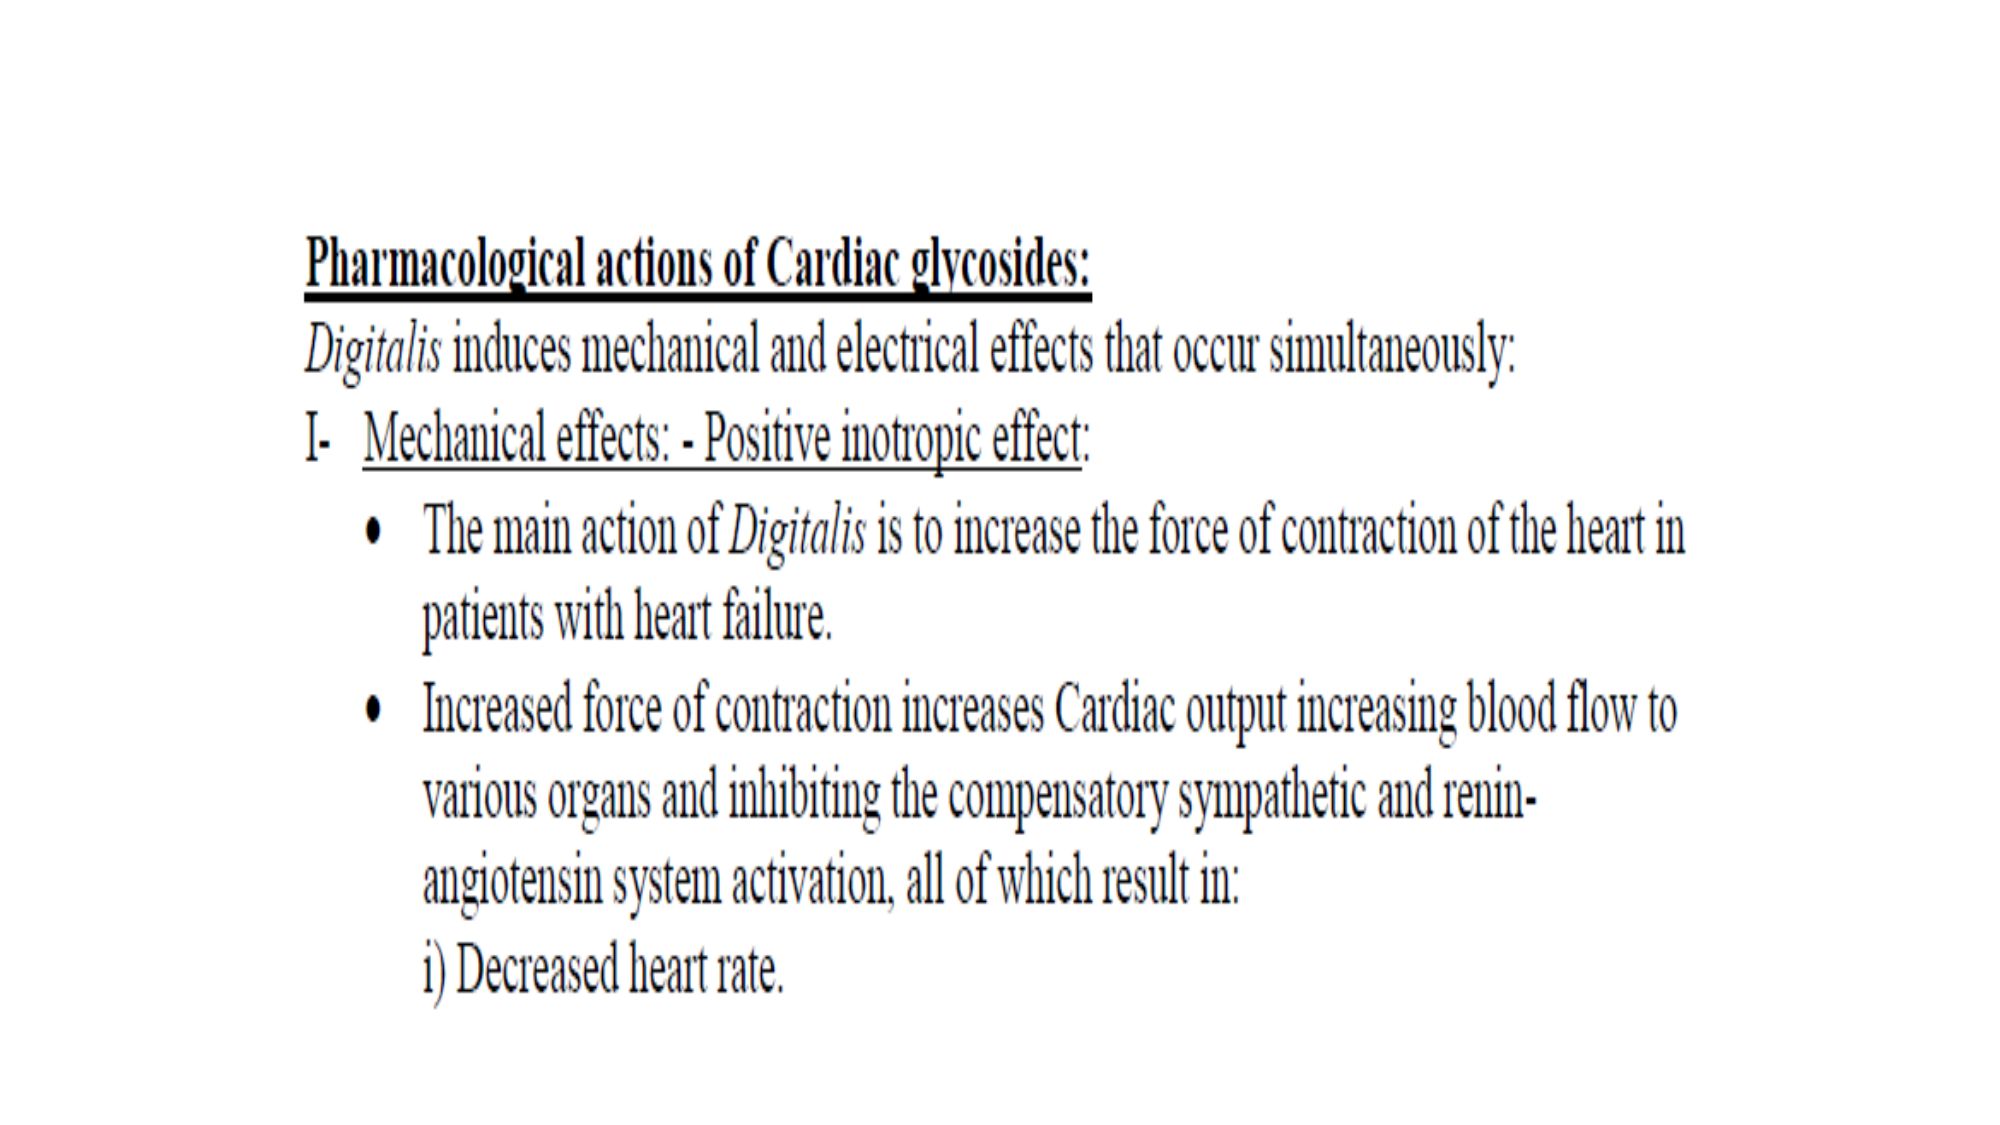 Pharmacological actions of Cardiac glycosides:
Digitalis induces mechanical and electrical effects that occur simultaneously:
I- Mechanical effects: - Positive inotropic effect:
• The main action of Digitalis is to increase the force of contraction of the heart in
patients with heart failure.
• Increased force of contraction increases Cardiac output increasing blood flow to
various organs and inhibiting the compensatory sympathetic and renin-
angiotensin system activation, all of which result in:
i) Decreased heart rate.